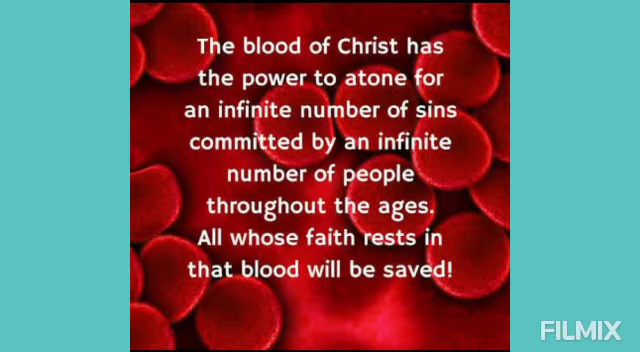 The blood of Christ has
the power to atone for
an infinite number of sins
committed by an infinite
number of people
throughout the ages.
All whose faith rests in
that blood will be saved!
FILMIX